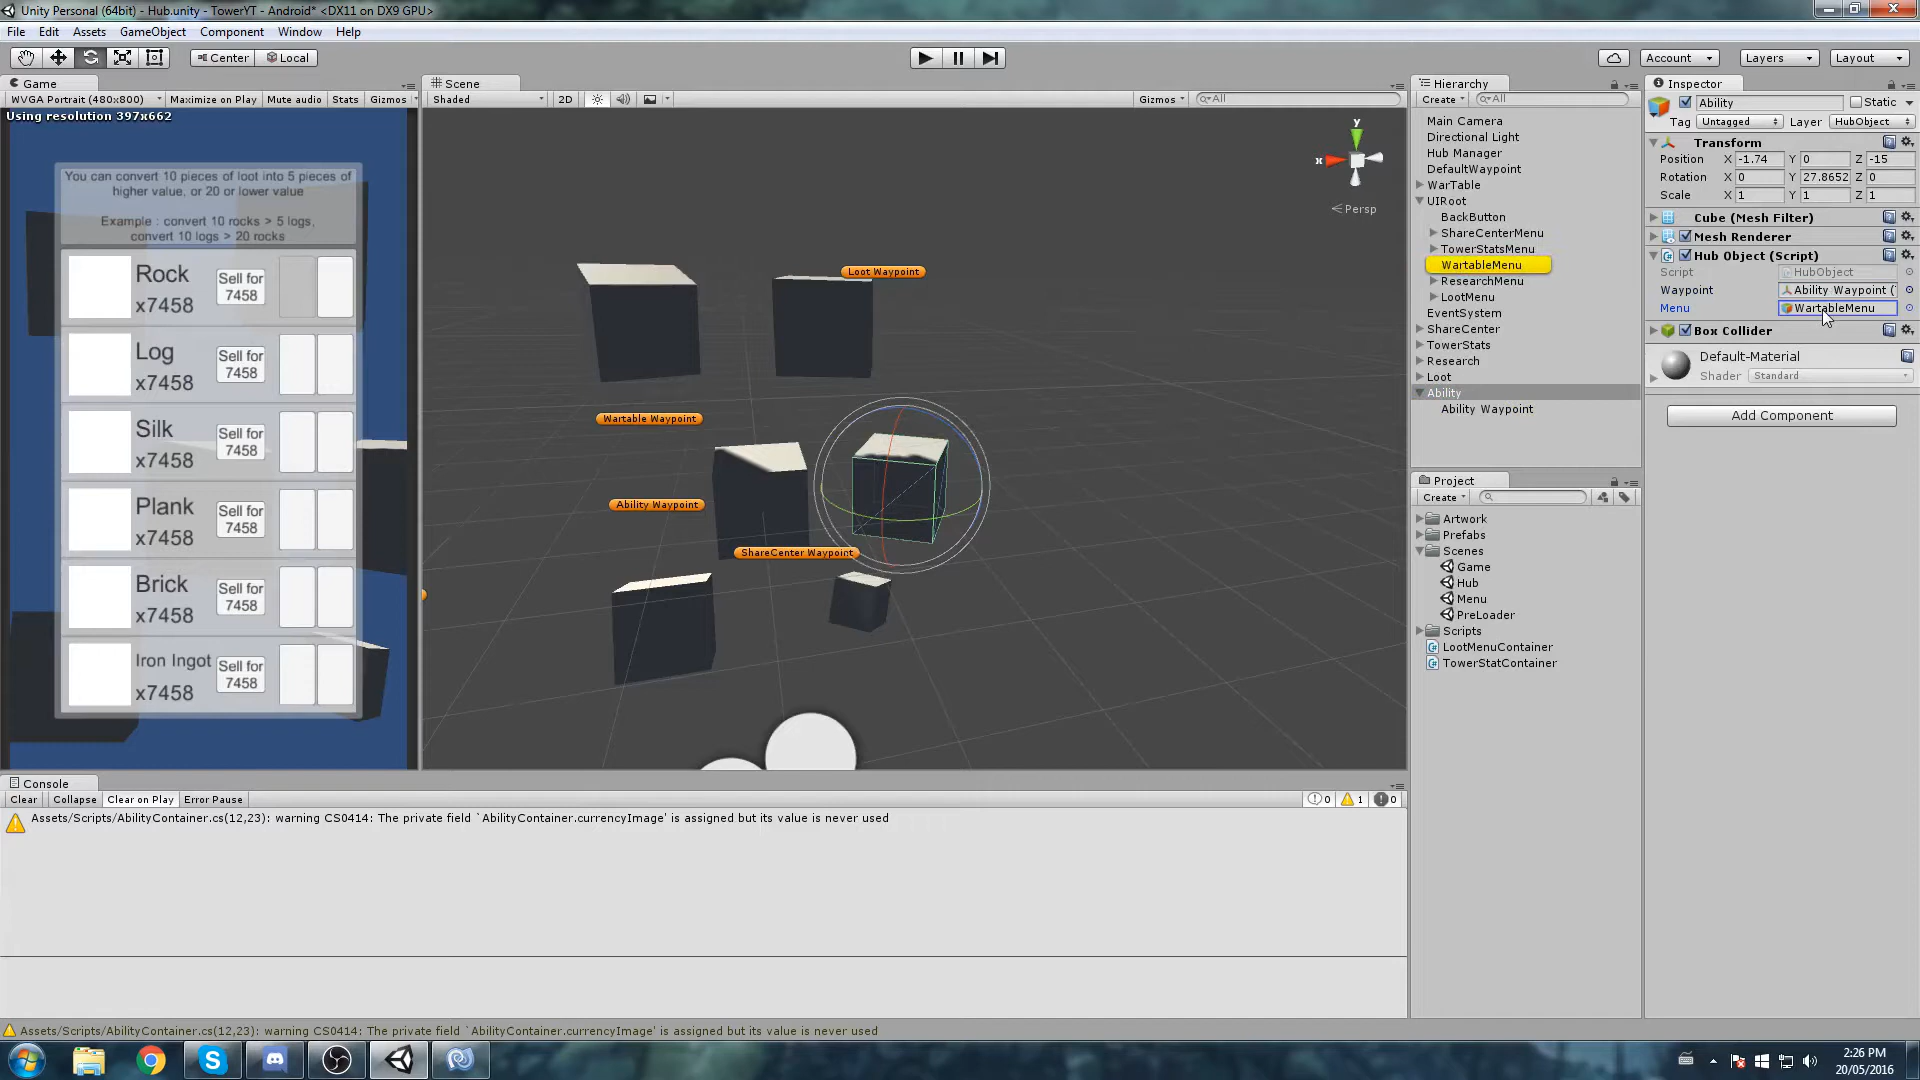 Unity Personal (64bit) - Hub.unity - TowerYT - Android* <DX11 on DX9 GPU>
File Edit Assets GameObject Component Window Help
Center Local
Account Layers Layout
Game
WVGA Portrait (480x800) Maximize on Play Mute audio Stats Gizmos
Using resolution 397x662
You can convert 10 pieces of loot into 5 pieces of
higher value, or 20 or lower value
Example : convert 10 rocks > 5 logs,
convert 10 logs > 20 rocks
Rock
x7458
Sell for
7458
Log
x7458
Sell for
7458
Silk
x7458
Sell for
7458
Plank
x7458
Sell for
7458
Brick
x7458
Sell for
7458
Iron Ingot
x7458
Sell for
7458
Scene
Shaded 2D Gizmos All
y
x
Persp
Loot Waypoint
Wartable Waypoint
Ability Waypoint
ShareCenter Waypoint
Hierarchy
Create All
Main Camera
Directional Light
Hub Manager
DefaultWaypoint
WarTable
UIRoot
BackButton
ShareCenterMenu
TowerStatsMenu
WartableMenu
ResearchMenu
LootMenu
EventSystem
ShareCenter
TowerStats
Research
Loot
Ability
Ability Waypoint
Project
Create
Artwork
Prefabs
Scenes
Game
Hub
Menu
PreLoader
Scripts
LootMenuContainer
TowerStatContainer
Inspector
Ability Static
Tag Untagged Layer HubObject
Transform
Position X -1.74 Y 0 Z -15
Rotation X 0 Y 27.8652 Z 0
Scale X 1 Y 1 Z 1
Cube (Mesh Filter)
Mesh Renderer
Hub Object (Script)
Script HubObject
Waypoint Ability Waypoint (
Menu WartableMenu
Box Collider
Default-Material
Shader Standard
Add Component
Console
Clear Collapse Clear on Play Error Pause 0 1 0
Assets/Scripts/AbilityContainer.cs(12,23): warning CS0414: The private field `AbilityContainer.currencyImage' is assigned but its value is never used
Assets/Scripts/AbilityContainer.cs(12,23): warning CS0414: The private field `AbilityContainer.currencyImage' is assigned but its value is never used
2:26 PM
20/05/2016